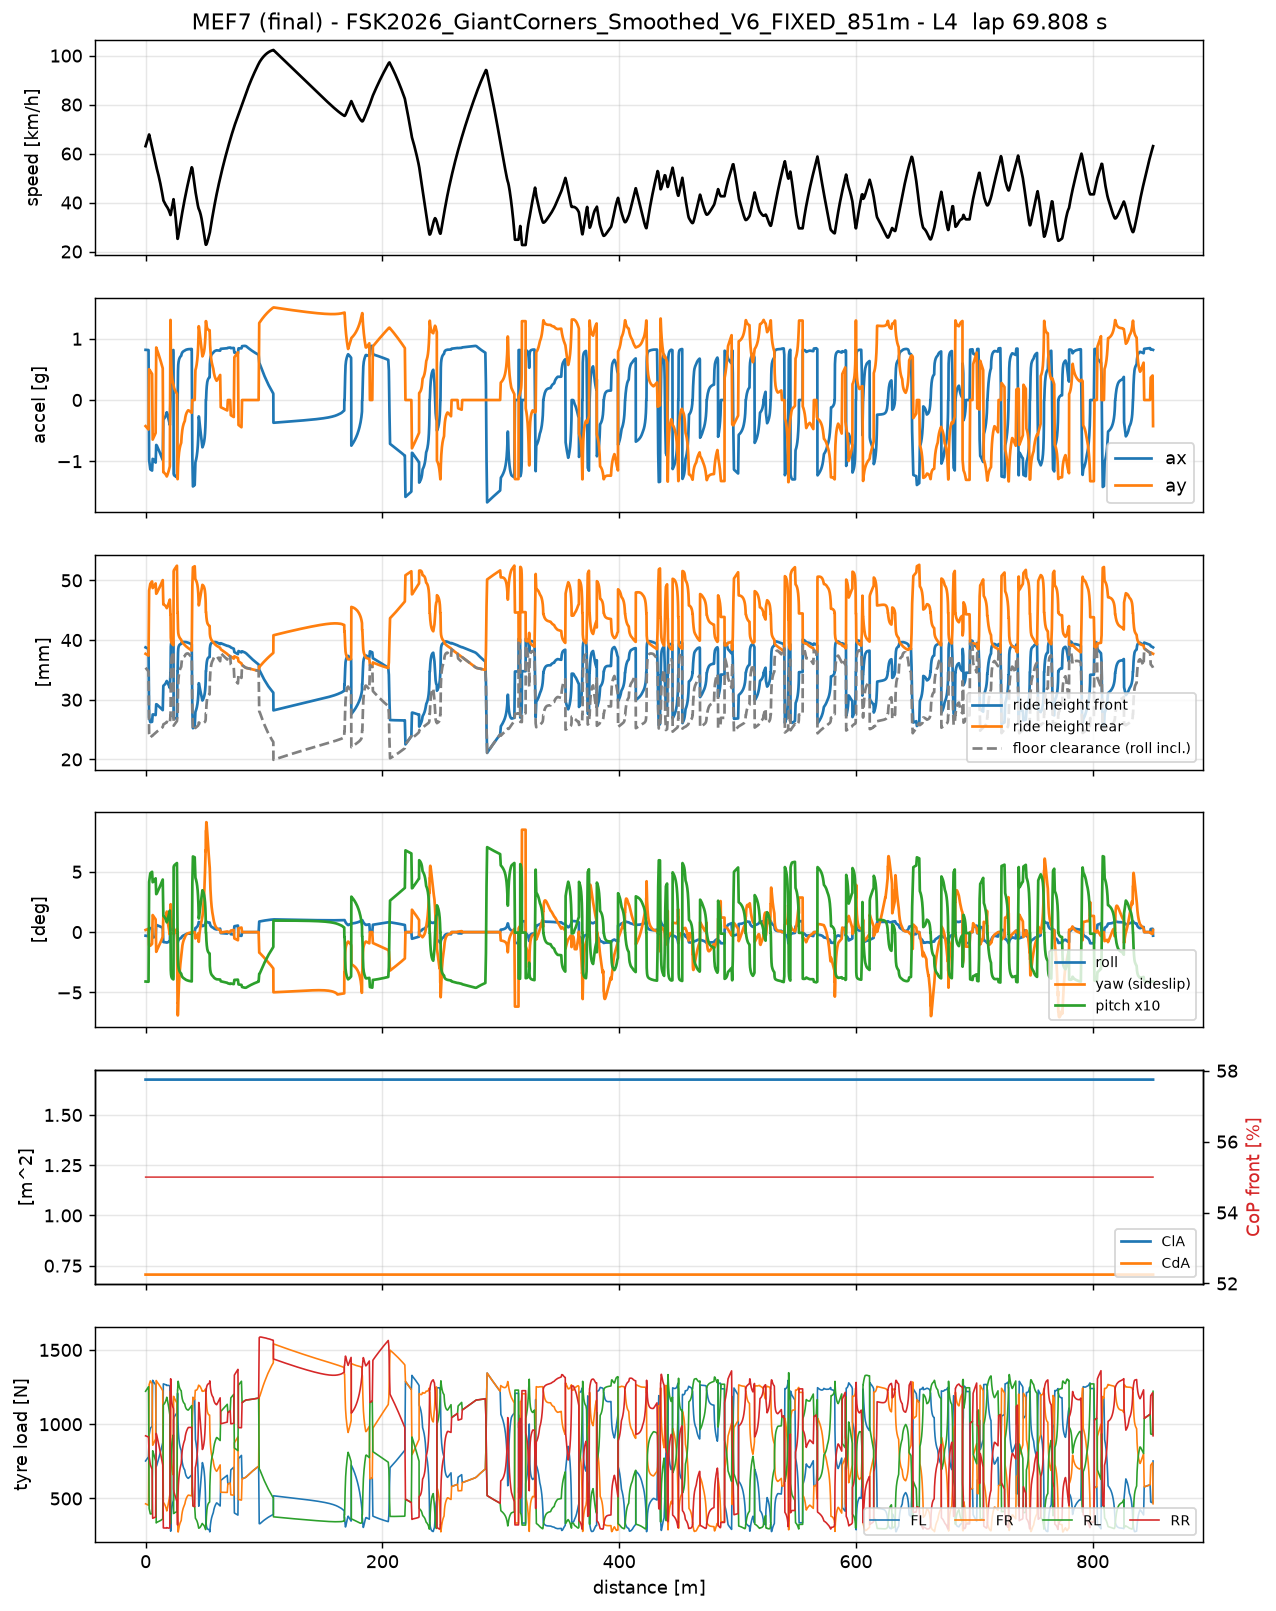 MEF7 (final) - FSK2026_GiantCorners_Smoothed_V6_FIXED_851m - L4  lap 69.808 s
100
80
60
40
20
speed [km/h]
1
0
−1
accel [g]
ax
ay
50
40
30
20
[mm]
ride height front
ride height rear
floor clearance (roll incl.)
5
0
−5
[deg]
roll
yaw (sideslip)
pitch x10
1.50
1.25
1.00
0.75
[m^2]
58
56
54
52
CoP front [%]
ClA
CdA
1500
1000
500
tyre load [N]
FL FR RL RR
0 200 400 600 800
distance [m]